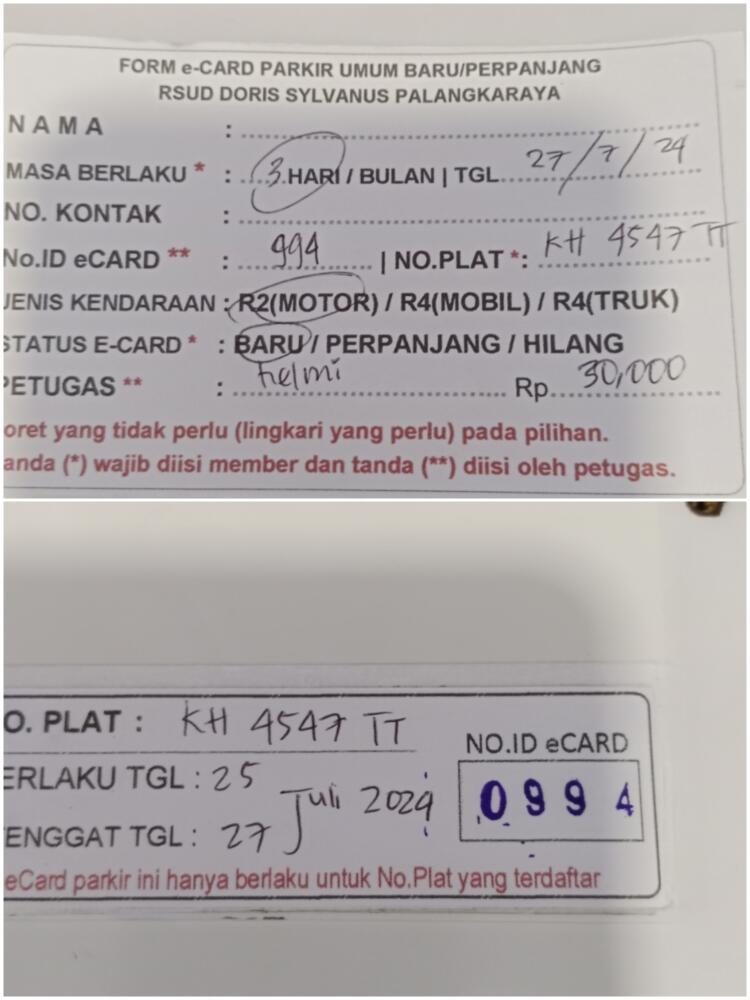 FORM e-CARD PARKIR UMUM BARU/PERPANJANG
RSUD DORIS SYLVANUS PALANGKARAYA
NAMA :
MASA BERLAKU * : 3 HARI / BULAN | TGL 27/7/24
NO. KONTAK :
No.ID eCARD ** : 994 | NO.PLAT *: KH 4547 TT
JENIS KENDARAAN : R2(MOTOR) / R4(MOBIL) / R4(TRUK)
STATUS E-CARD * : BARU / PERPANJANG / HILANG
PETUGAS ** : helmi Rp. 30,000
oret yang tidak perlu (lingkari yang perlu) pada pilihan.
anda (*) wajib diisi member dan tanda (**) diisi oleh petugas.
O. PLAT : KH 4547 TT
NO.ID eCARD
ERLAKU TGL : 25
Juli 2024
0994
ENGGAT TGL : 27
eCard parkir ini hanya berlaku untuk No.Plat yang terdaftar